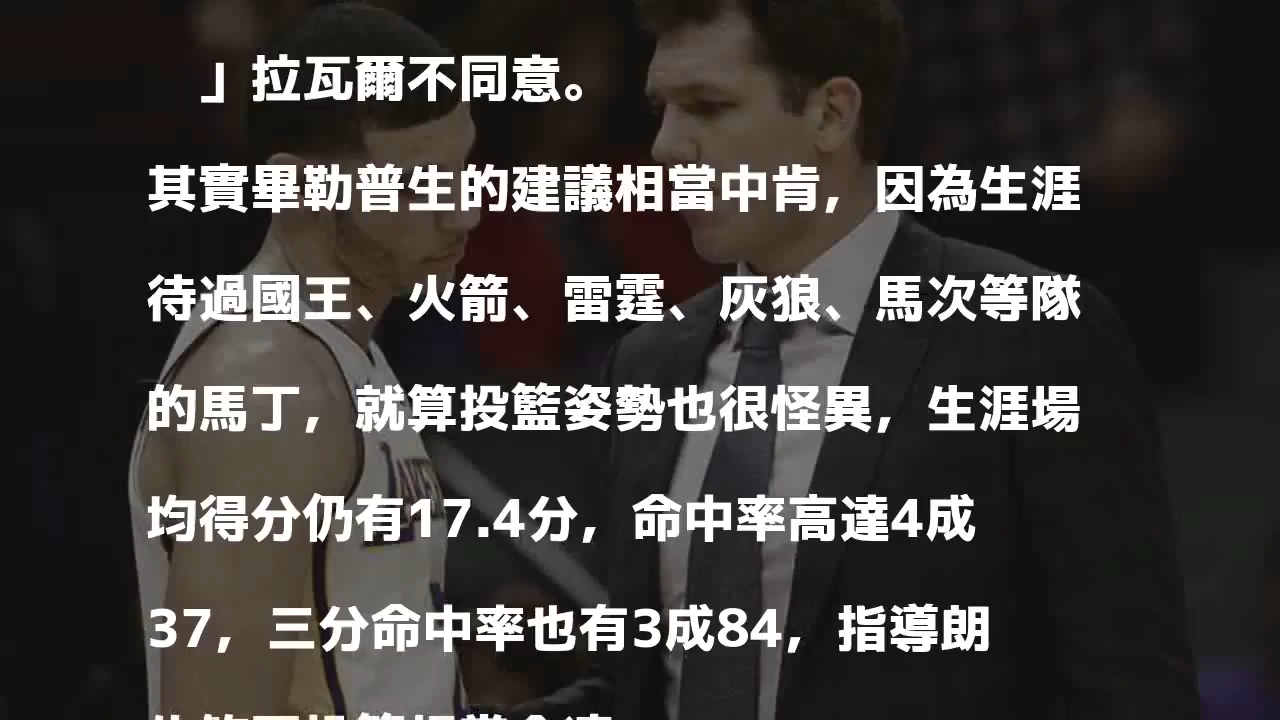 」拉瓦爾不同意。
其實畢勒普生的建議相當中肯，因為生涯
待過國王、火箭、雷霆、灰狼、馬次等隊
的馬丁，就算投籃姿勢也很怪異，生涯場
均得分仍有17.4分，命中率高達4成
37，三分命中率也有3成84，指導朗